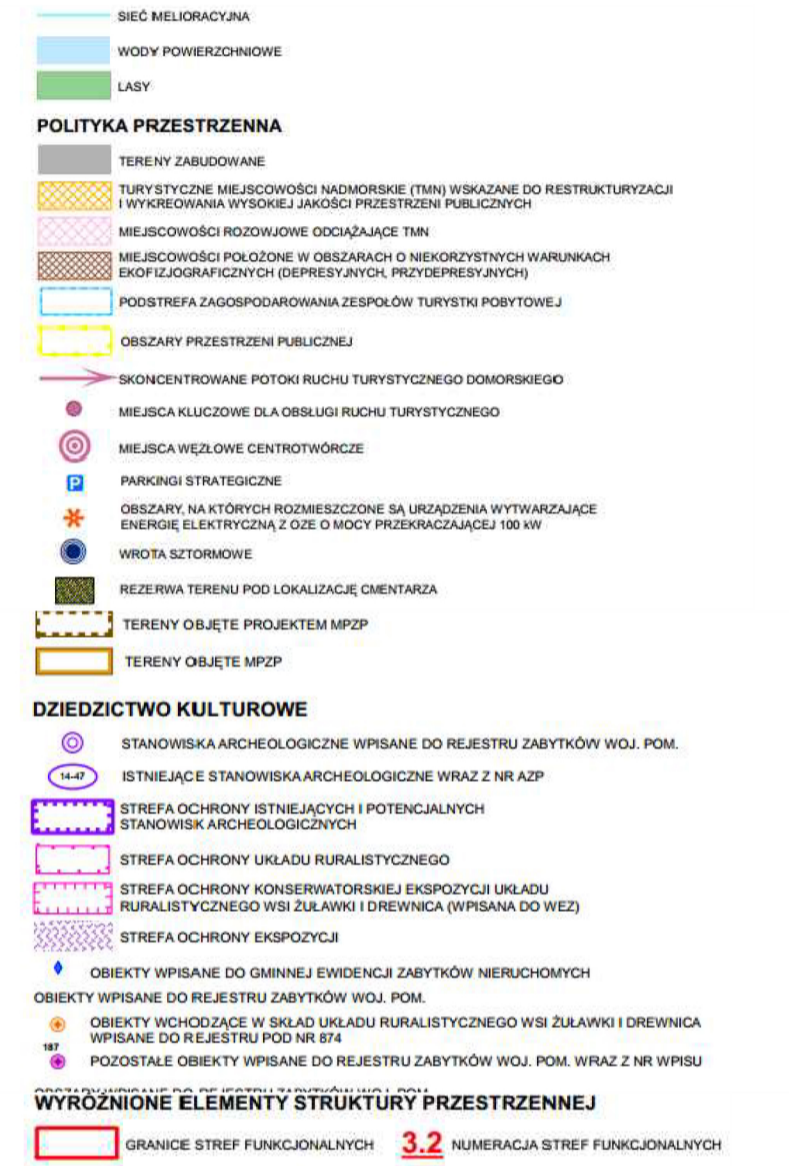 SIEĆ MELIORACYJNA
WODY POWIERZCHNIOWE
LASY
POLITYKA PRZESTRZENNA
TERENY ZABUDOWANE
TURYSTYCZNE MIEJSCOWOŚCI NADMORSKIE (TMN) WSKAZANE DO RESTRUKTURYZACJI
I WYKREOWANIA WYSOKIEJ JAKOŚCI PRZESTRZENI PUBLICZNYCH
MIEJSCOWOŚCI ROZOWJOWE ODCIĄŻAJĄCE TMN
MIEJSCOWOŚCI POŁOŻONE W OBSZARACH O NIEKORZYSTNYCH WARUNKACH
EKOFIZJOGRAFICZNYCH (DEPRESYJNYCH, PRZYDEPRESYJNYCH)
PODSTREFA ZAGOSPODAROWANIA ZESPOŁÓW TURYSTKI POBYTOWEJ
OBSZARY PRZESTRZENI PUBLICZNEJ
SKONCENTROWANE POTOKI RUCHU TURYSTYCZNEGO DOMORSKIEGO
MIEJSCA KLUCZOWE DLA OBSŁUGI RUCHU TURYSTYCZNEGO
MIEJSCA WĘZŁOWE CENTROTWÓRCZE
P PARKINGI STRATEGICZNE
OBSZARY, NA KTÓRYCH ROZMIESZCZONE SĄ URZĄDZENIA WYTWARZAJĄCE
ENERGIĘ ELEKTRYCZNĄ Z OZE O MOCY PRZEKRACZAJĄCEJ 100 kW
WROTA SZTORMOWE
REZERWA TERENU POD LOKALIZACJĘ CMENTARZA
TERENY OBJĘTE PROJEKTEM MPZP
TERENY OBJĘTE MPZP
DZIEDZICTWO KULTUROWE
STANOWISKA ARCHEOLOGICZNE WPISANE DO REJESTRU ZABYTKÓW WOJ. POM.
14-47 ISTNIEJĄCE STANOWISKA ARCHEOLOGICZNE WRAZ Z NR AZP
STREFA OCHRONY ISTNIEJĄCYCH I POTENCJALNYCH
STANOWISK ARCHEOLOGICZNYCH
STREFA OCHRONY UKŁADU RURALISTYCZNEGO
STREFA OCHRONY KONSERWATORSKIEJ EKSPOZYCJI UKŁADU
RURALISTYCZNEGO WSI ŻUŁAWKI I DREWNICA (WPISANA DO WEZ)
STREFA OCHRONY EKSPOZYCJI
OBIEKTY WPISANE DO GMINNEJ EWIDENCJI ZABYTKÓW NIERUCHOMYCH
OBIEKTY WPISANE DO REJESTRU ZABYTKÓW WOJ. POM.
OBIEKTY WCHODZĄCE W SKŁAD UKŁADU RURALISTYCZNEGO WSI ŻUŁAWKI I DREWNICA
WPISANE DO REJESTRU POD NR 874
187
POZOSTAŁE OBIEKTY WPISANE DO REJESTRU ZABYTKÓW WOJ. POM. WRAZ Z NR WPISU
WYRÓŻNIONE ELEMENTY STRUKTURY PRZESTRZENNEJ
GRANICE STREF FUNKCJONALNYCH 3.2 NUMERACJA STREF FUNKCJONALNYCH